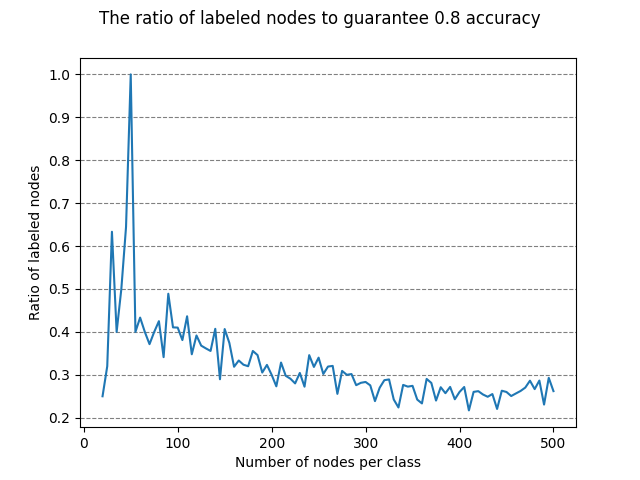 The ratio of labeled nodes to guarantee 0.8 accuracy
1.0
0.9
0.8
0.7
0.6
0.5
0.4
0.3
0.2
Ratio of labeled nodes
0 100 200 300 400 500
Number of nodes per class